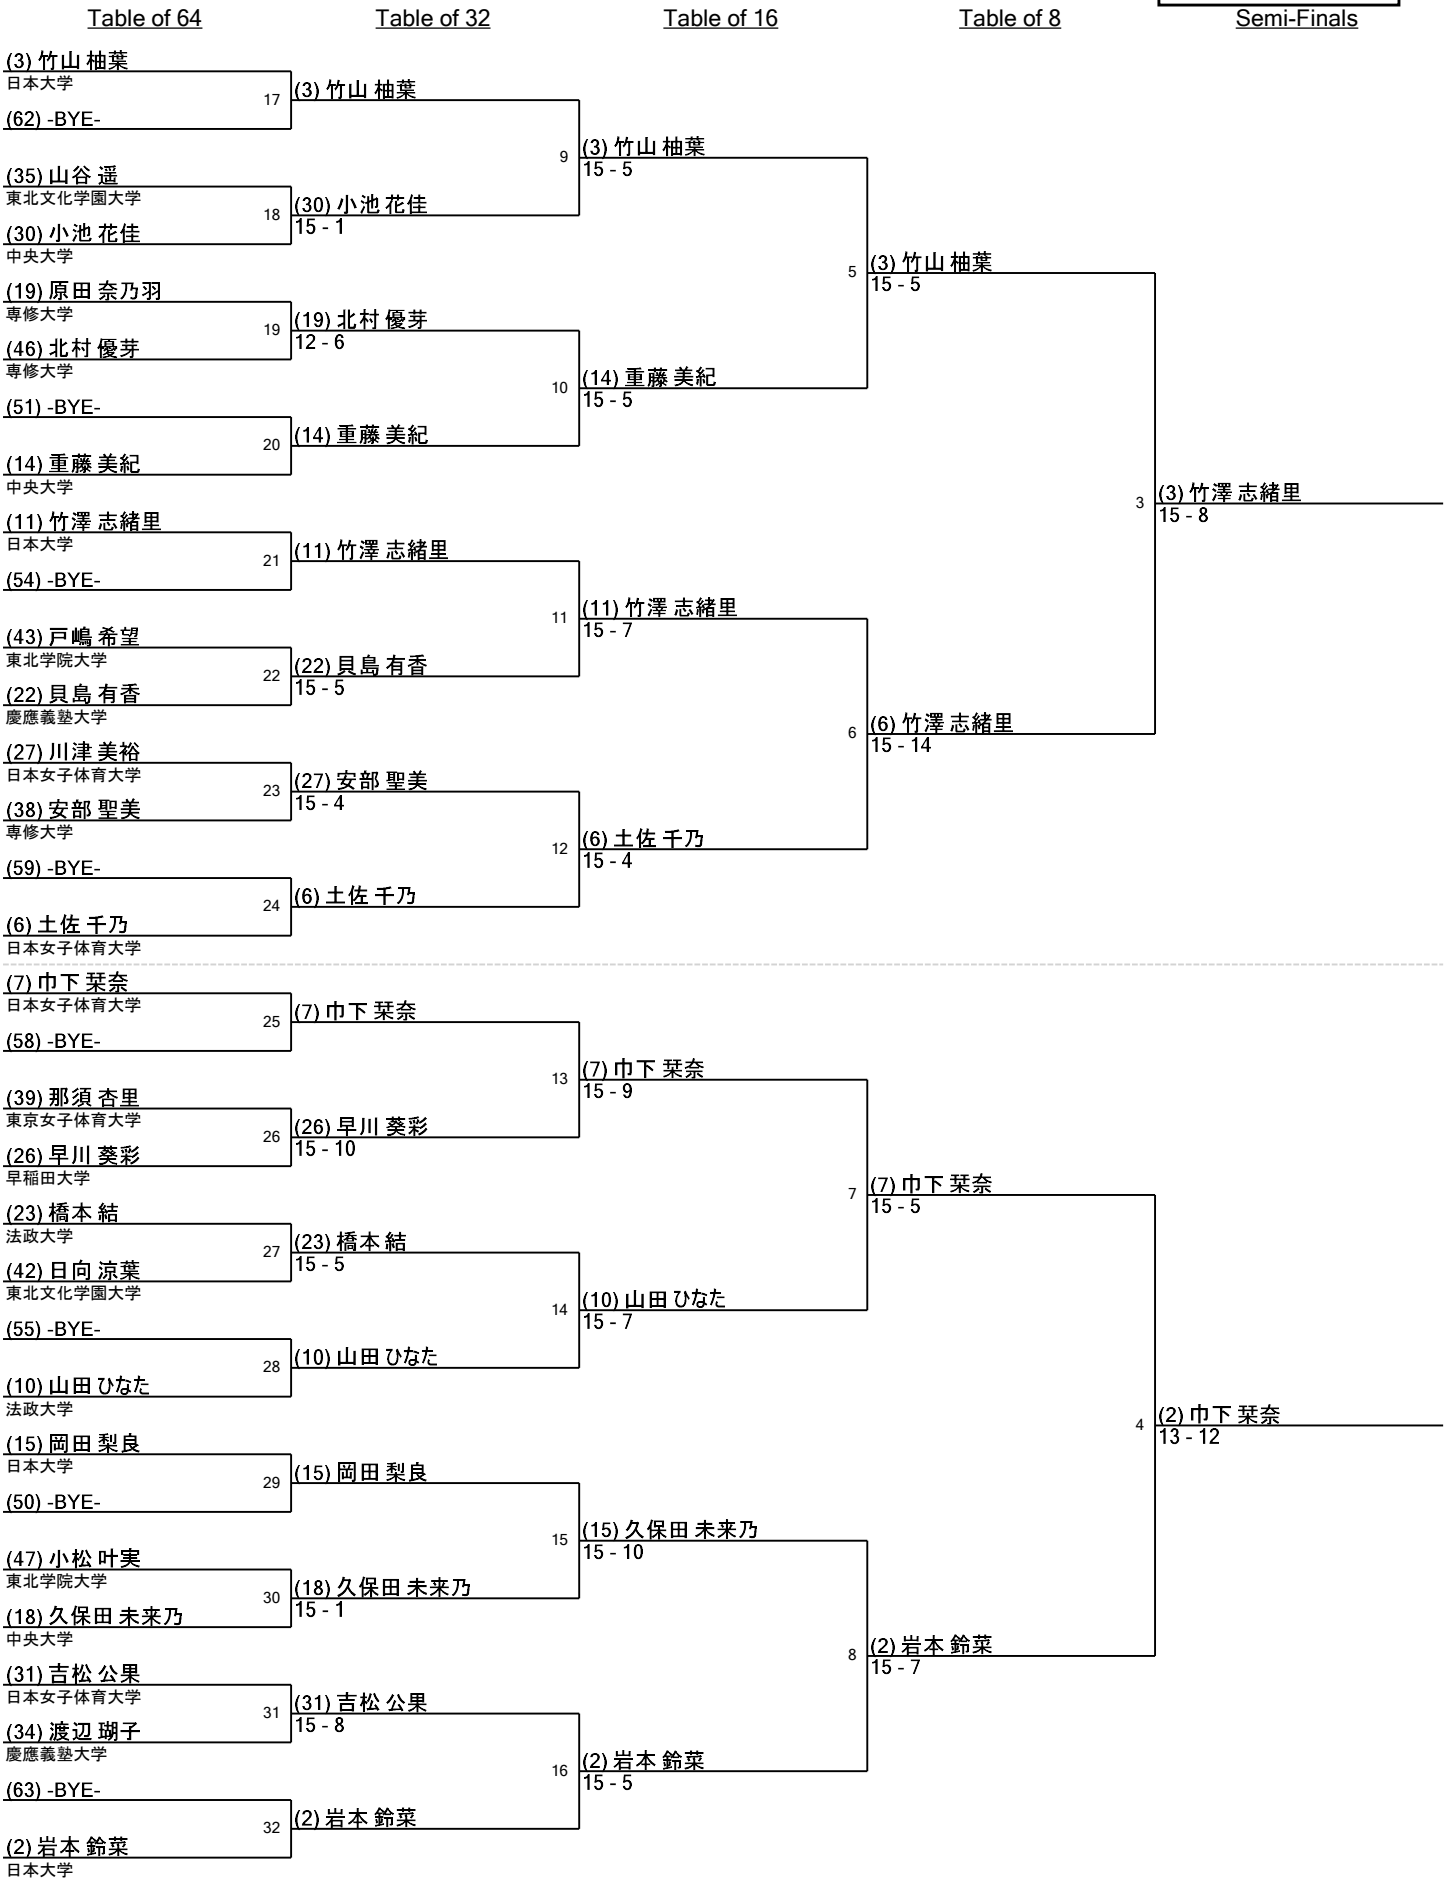 Table of 64
Table of 32
Table of 16
Table of 8
Semi-Finals
(3) 竹山 柚葉
日本大学
(62) -BYE-
(35) 山谷 遥
東北文化学園大学
(30) 小池 花佳
中央大学
(19) 原田 奈乃羽
専修大学
(46) 北村 優芽
専修大学
(51) -BYE-
(14) 重藤 美紀
中央大学
(11) 竹澤 志緒里
日本大学
(54) -BYE-
(43) 戸嶋 希望
東北学院大学
(22) 貝島 有香
慶應義塾大学
(27) 川津 美裕
日本女子体育大学
(38) 安部 聖美
専修大学
(59) -BYE-
(6) 土佐 千乃
日本女子体育大学
(7) 巾下 栞奈
日本女子体育大学
(58) -BYE-
(39) 那須 杏里
東京女子体育大学
(26) 早川 葵彩
早稲田大学
(23) 橋本 結
法政大学
(42) 日向 涼葉
東北文化学園大学
(55) -BYE-
(10) 山田 ひなた
法政大学
(15) 岡田 梨良
日本大学
(50) -BYE-
(47) 小松 叶実
東北学院大学
(18) 久保田 未来乃
中央大学
(31) 吉松 公果
日本女子体育大学
(34) 渡辺 瑚子
慶應義塾大学
(63) -BYE-
(2) 岩本 鈴菜
日本大学
17
(3) 竹山 柚葉
18
(30) 小池 花佳
15 - 1
19
(19) 北村 優芽
12 - 6
20
(14) 重藤 美紀
21
(11) 竹澤 志緒里
22
(22) 貝島 有香
15 - 5
23
(27) 安部 聖美
15 - 4
24
(6) 土佐 千乃
25
(7) 巾下 栞奈
26
(26) 早川 葵彩
15 - 10
27
(23) 橋本 結
15 - 5
28
(10) 山田 ひなた
29
(15) 岡田 梨良
30
(18) 久保田 未来乃
15 - 1
31
(31) 吉松 公果
15 - 8
32
(2) 岩本 鈴菜
9
(3) 竹山 柚葉
15 - 5
10
(14) 重藤 美紀
15 - 5
11
(11) 竹澤 志緒里
15 - 7
12
(6) 土佐 千乃
15 - 4
13
(7) 巾下 栞奈
15 - 9
14
(10) 山田 ひなた
15 - 7
15
(15) 久保田 未来乃
15 - 10
16
(2) 岩本 鈴菜
15 - 5
5
(3) 竹山 柚葉
15 - 5
6
(6) 竹澤 志緒里
15 - 14
7
(7) 巾下 栞奈
15 - 5
8
(2) 岩本 鈴菜
15 - 7
3
(3) 竹澤 志緒里
15 - 8
4
(2) 巾下 栞奈
13 - 12